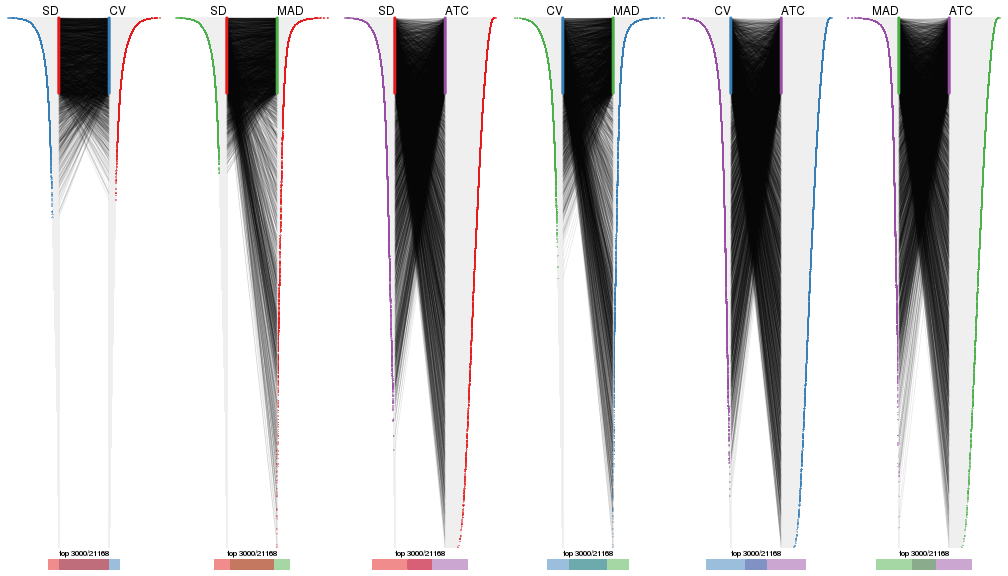 SD CV
SD MAD
SD ATC
CV MAD
CV ATC
MAD ATC
top 3000/21168
top 3000/21168
top 3000/21168
top 3000/21168
top 3000/21168
top 3000/21168